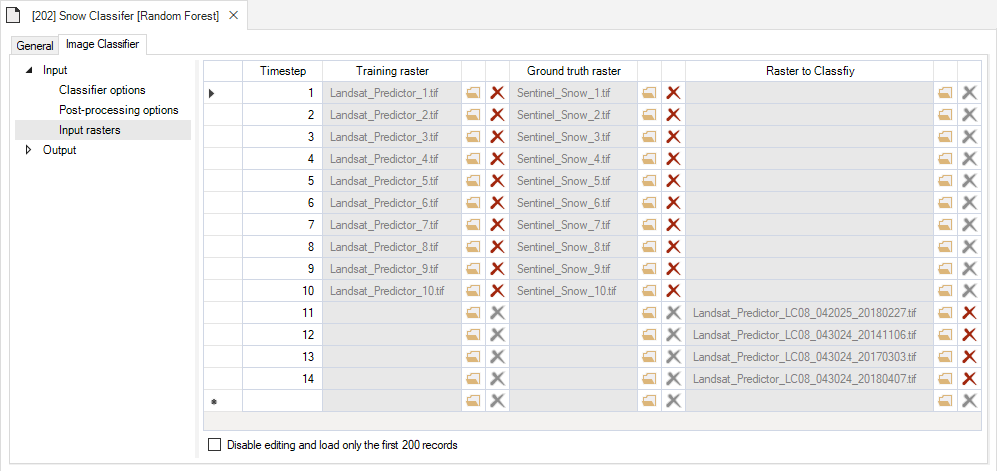 [202] Snow Classifer [Random Forest]
General Image Classifier
Input
Classifier options
Post-processing options
Input rasters
Output
Timestep Training raster Ground truth raster Raster to Classfiy
1 Landsat_Predictor_1.tif Sentinel_Snow_1.tif
2 Landsat_Predictor_2.tif Sentinel_Snow_2.tif
3 Landsat_Predictor_3.tif Sentinel_Snow_3.tif
4 Landsat_Predictor_4.tif Sentinel_Snow_4.tif
5 Landsat_Predictor_5.tif Sentinel_Snow_5.tif
6 Landsat_Predictor_6.tif Sentinel_Snow_6.tif
7 Landsat_Predictor_7.tif Sentinel_Snow_7.tif
8 Landsat_Predictor_8.tif Sentinel_Snow_8.tif
9 Landsat_Predictor_9.tif Sentinel_Snow_9.tif
10 Landsat_Predictor_10.tif Sentinel_Snow_10.tif
11 Landsat_Predictor_LC08_042025_20180227.tif
12 Landsat_Predictor_LC08_043024_20141106.tif
13 Landsat_Predictor_LC08_043024_20170303.tif
14 Landsat_Predictor_LC08_043024_20180407.tif
*
Disable editing and load only the first 200 records